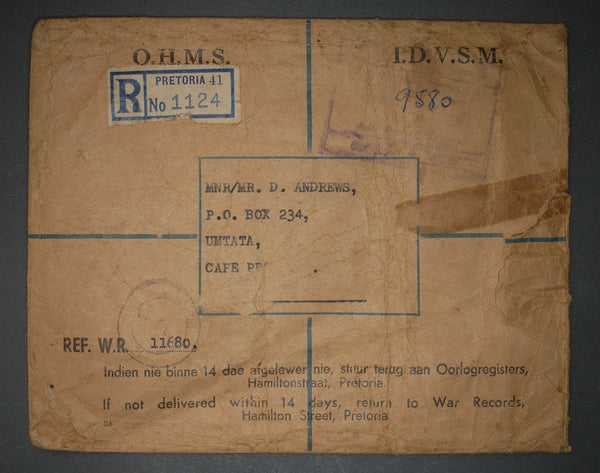 O.H.M.S. I.D.V.S.M.
R PRETORIA 41
No 1124
9580
MNR/MR. D. ANDREWS,
P.O. BOX 234,
UMTATA,
CAPE
REF. W.R. 11680.
Indien nie binne 14 dae afgelewer nie, stuur terug aan Oorlogregisters,
Hamiltonstraat, Pretoria.
If not delivered within 14 days, return to War Records,
Hamilton Street, Pretoria